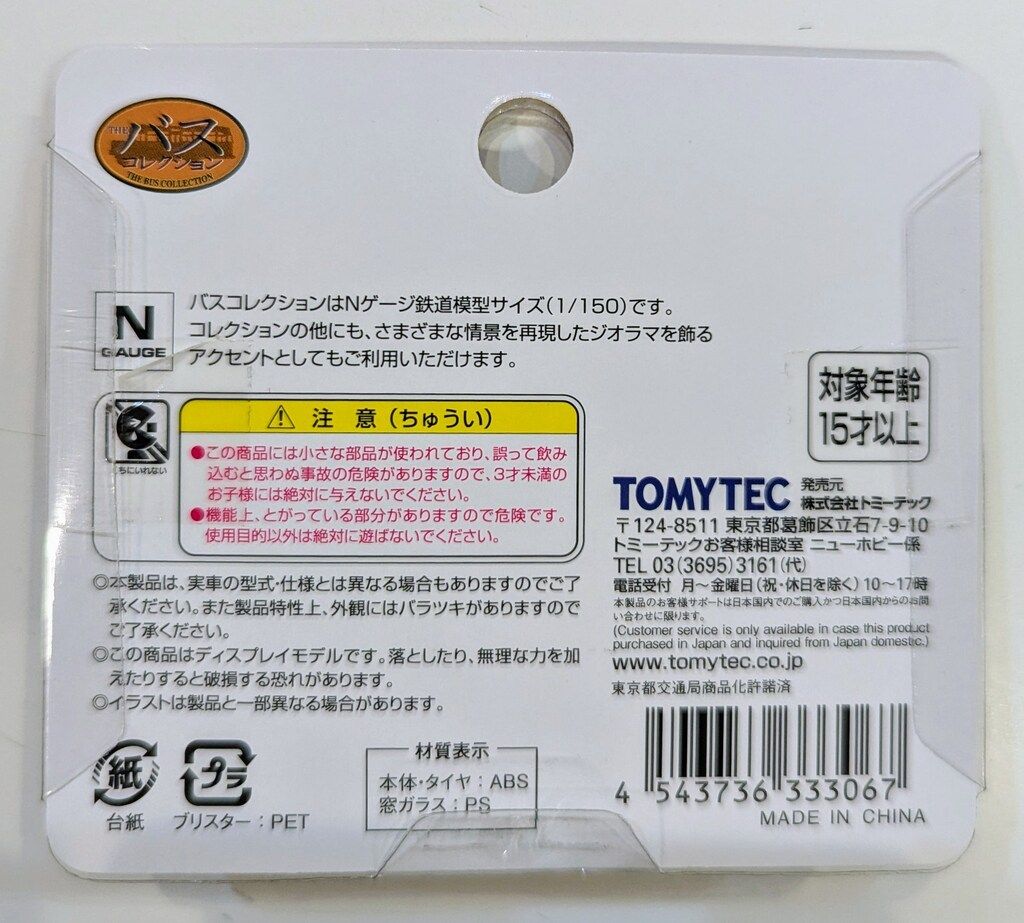 THE バス
コレクション
THE BUS COLLECTION
N
GAUGE
バスコレクションはNゲージ鉄道模型サイズ(1/150)です。
コレクションの他にも、さまざまな情景を再現したジオラマを飾る
アクセントとしてもご利用いただけます。
対象年齢
15才以上
ちにいれない
⚠ 注 意 (ちゅうい)
●この商品には小さな部品が使われており、誤って飲み
込むと思わぬ事故の危険がありますので、3才未満の
お子様には絶対に与えないでください。
●機能上、とがっている部分がありますので危険です。
使用目的以外は絶対に遊ばないでください。
TOMYTEC 発売元
株式会社トミーテック
〒124-8511 東京都葛飾区立石7-9-10
トミーテックお客様相談室 ニューホビー係
TEL 03(3695)3161(代)
電話受付 月~金曜日(祝・休日を除く)10~17時
本製品のお客様サポートは日本国内でのご購入かつ日本国内からのお問
い合わせに限ります。
(Customer service is only available in case this product
purchased in Japan and inquired from Japan domestic.)
www.tomytec.co.jp
東京都交通局商品化許諾済
◎本製品は、実車の型式・仕様とは異なる場合もありますのでご了
承ください。また製品特性上、外観にはバラツキがありますので
ご了承ください。
◎この商品はディスプレイモデルです。落としたり、無理な力を加
えたりすると破損する恐れがあります。
◎イラストは製品と一部異なる場合があります。
紙
台紙
プラ
ブリスター:PET
材質表示
本体・タイヤ:ABS
窓ガラス:PS
4 543736 333067
MADE IN CHINA